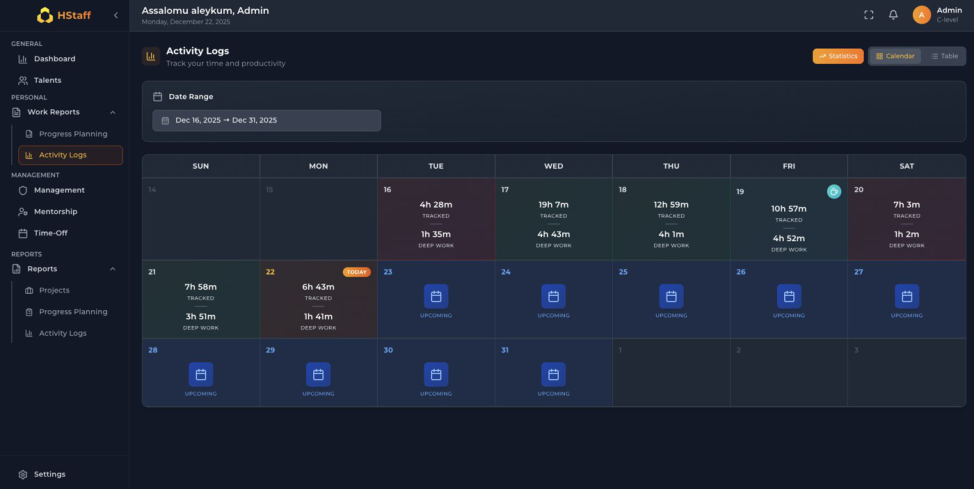 HStaff
Assalomu aleykum, Admin
Monday, December 22, 2025
A
Admin
C-level
GENERAL
Dashboard
Talents
PERSONAL
Work Reports
Progress Planning
Activity Logs
MANAGEMENT
Management
Mentorship
Time-Off
REPORTS
Reports
Projects
Progress Planning
Activity Logs
Settings
Activity Logs
Track your time and productivity
Statistics
Calendar
Table
Date Range
Dec 16, 2025 → Dec 31, 2025
SUN MON TUE WED THU FRI SAT
14
15
16
4h 28m
TRACKED
1h 35m
DEEP WORK
17
19h 7m
TRACKED
4h 43m
DEEP WORK
18
12h 59m
TRACKED
4h 1m
DEEP WORK
19
10h 57m
TRACKED
4h 52m
DEEP WORK
20
7h 3m
TRACKED
1h 2m
DEEP WORK
21
7h 58m
TRACKED
3h 51m
DEEP WORK
22
TODAY
6h 43m
TRACKED
1h 41m
DEEP WORK
23
UPCOMING
24
UPCOMING
25
UPCOMING
26
UPCOMING
27
UPCOMING
28
UPCOMING
29
UPCOMING
30
UPCOMING
31
UPCOMING
1
2
3